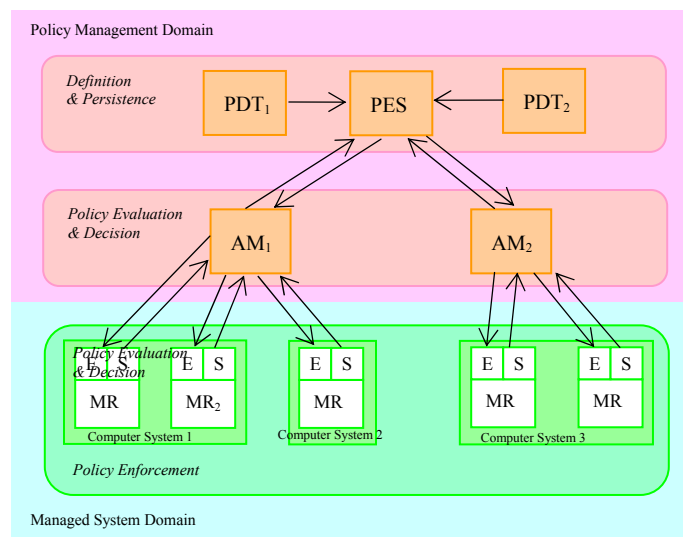 Policy Management Domain
Definition
& Persistence
PDT₁
PES
PDT₂
Policy Evaluation
& Decision
AM₁
AM₂
Policy Evaluation
& Decision
E S
E S
E S
E S
E S
MR
MR₂
MR
MR
MR
Computer System 1
Computer System 2
Computer System 3
Policy Enforcement
Managed System Domain